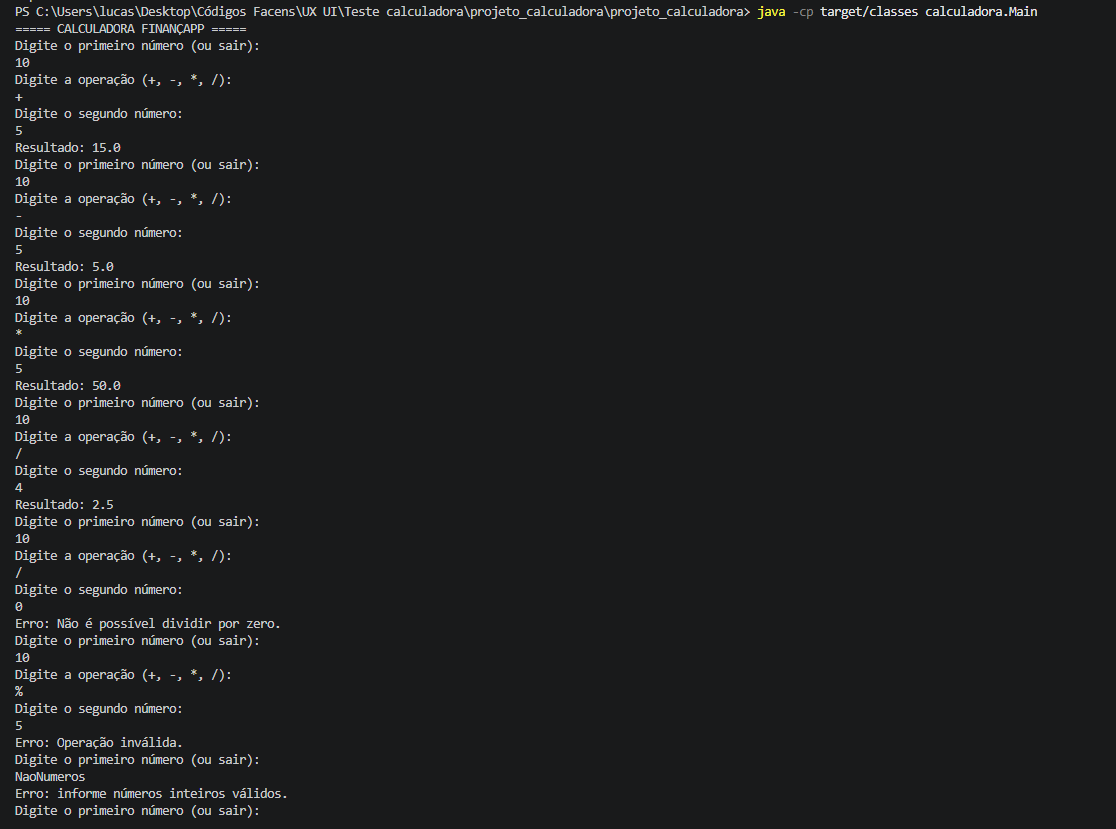 PS C:\Users\lucas\Desktop\Códigos Facens\UX UI\Teste calculadora\projeto_calculadora\projeto_calculadora> java -cp target/classes calculadora.Main
===== CALCULADORA FINANÇAPP =====
Digite o primeiro número (ou sair):
10
Digite a operação (+, -, *, /):
+
Digite o segundo número:
5
Resultado: 15.0
Digite o primeiro número (ou sair):
10
Digite a operação (+, -, *, /):
-
Digite o segundo número:
5
Resultado: 5.0
Digite o primeiro número (ou sair):
10
Digite a operação (+, -, *, /):
*
Digite o segundo número:
5
Resultado: 50.0
Digite o primeiro número (ou sair):
10
Digite a operação (+, -, *, /):
/
Digite o segundo número:
4
Resultado: 2.5
Digite o primeiro número (ou sair):
10
Digite a operação (+, -, *, /):
/
Digite o segundo número:
0
Erro: Não é possível dividir por zero.
Digite o primeiro número (ou sair):
10
Digite a operação (+, -, *, /):
%
Digite o segundo número:
5
Erro: Operação inválida.
Digite o primeiro número (ou sair):
NaoNumeros
Erro: informe números inteiros válidos.
Digite o primeiro número (ou sair):